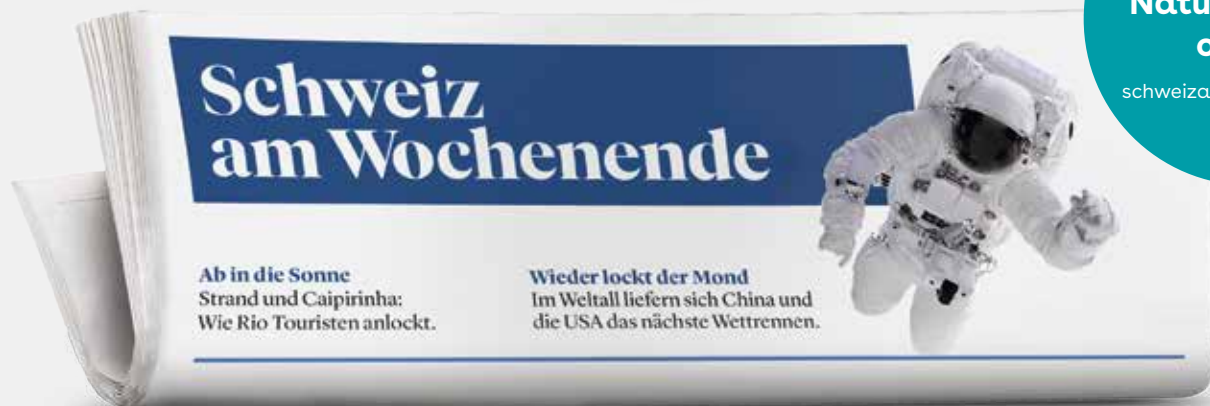 Schweiz
am Wochenende
Ab in die Sonne
Strand und Caipirinha:
Wie Rio Touristen anlockt.
Wieder lockt der Mond
Im Weltall liefern sich China und
die USA das nächste Wettrennen.